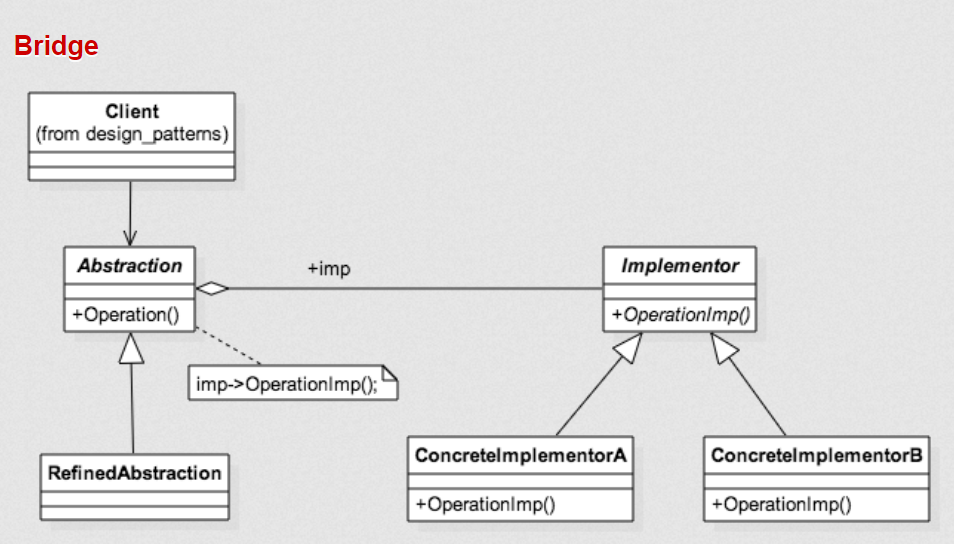 Bridge
Client
(from design_patterns)
Abstraction
+Operation()
+imp
Implementor
+OperationImp()
imp->OperationImp();
RefinedAbstraction
ConcreteImplementorA
+OperationImp()
ConcreteImplementorB
+OperationImp()